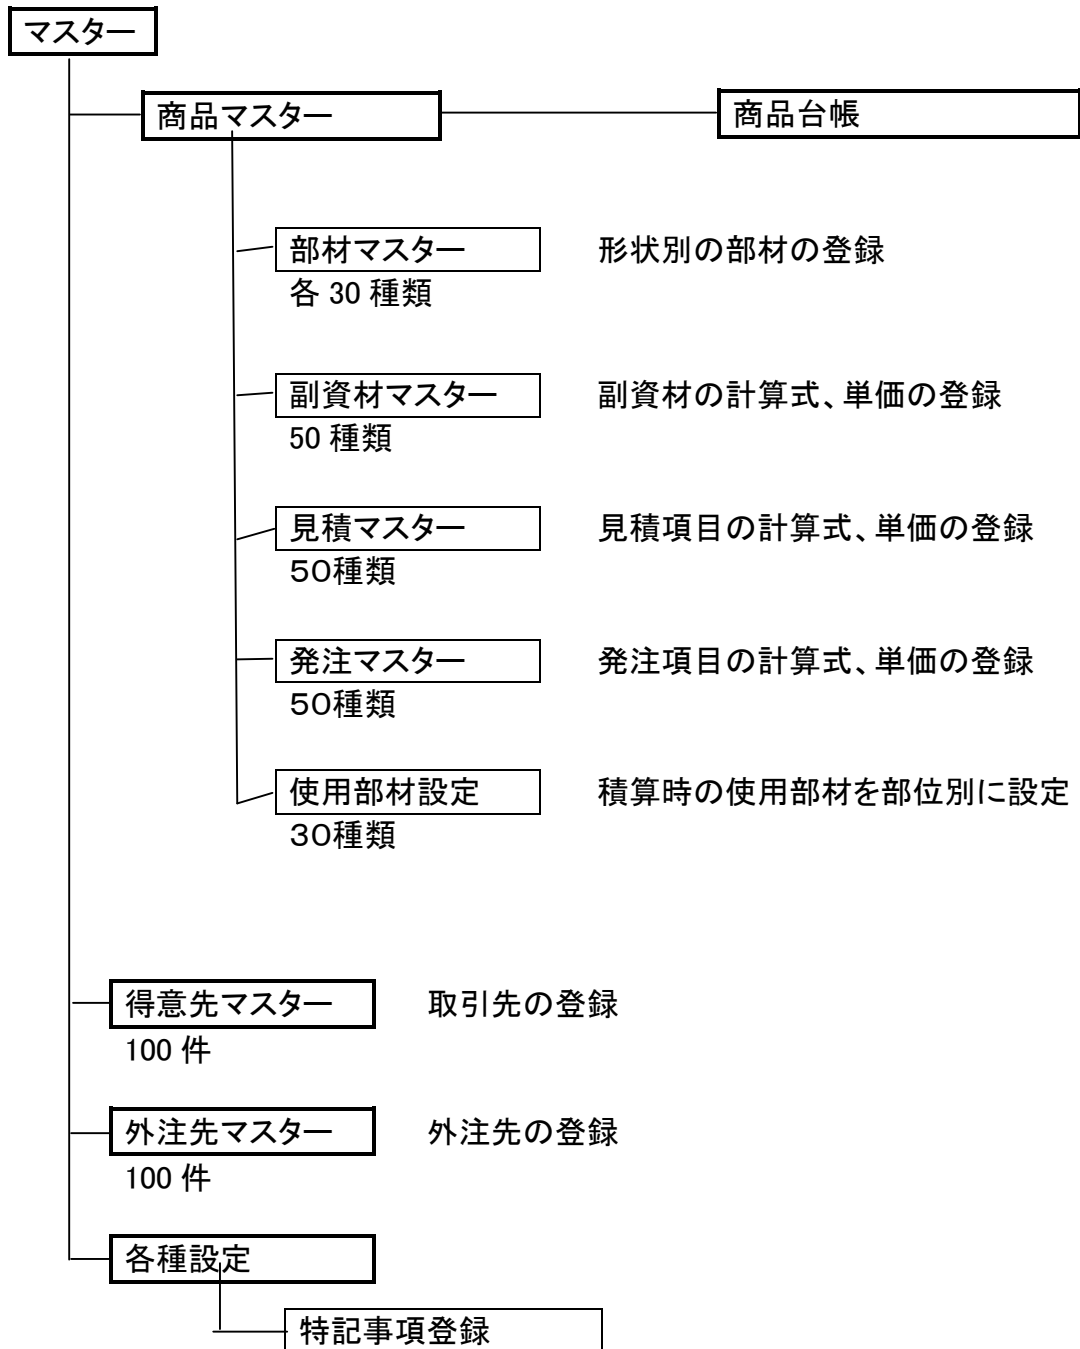 マスター
商品マスター
商品台帳
部材マスター
形状別の部材の登録
各 30 種類
副資材マスター
副資材の計算式、単価の登録
50 種類
見積マスター
見積項目の計算式、単価の登録
５０種類
発注マスター
発注項目の計算式、単価の登録
５０種類
使用部材設定
積算時の使用部材を部位別に設定
３０種類
得意先マスター
取引先の登録
100 件
外注先マスター
外注先の登録
100 件
各種設定
特記事項登録